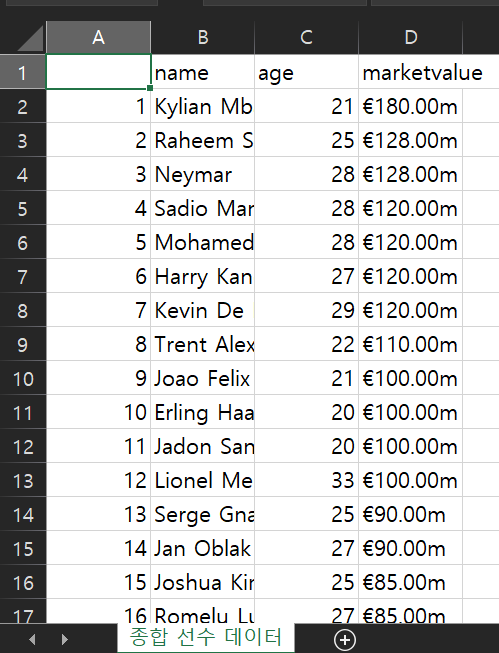 A B C D
1 name age marketvalue
2 1 Kylian Mb 21 €180.00m
3 2 Raheem S 25 €128.00m
4 3 Neymar 28 €128.00m
5 4 Sadio Mar 28 €120.00m
6 5 Mohamed 28 €120.00m
7 6 Harry Kan 27 €120.00m
8 7 Kevin De 29 €120.00m
9 8 Trent Alex 22 €110.00m
10 9 Joao Felix 21 €100.00m
11 10 Erling Haa 20 €100.00m
12 11 Jadon San 20 €100.00m
13 12 Lionel Me 33 €100.00m
14 13 Serge Gna 25 €90.00m
15 14 Jan Oblak 27 €90.00m
16 15 Joshua Kir 25 €85.00m
17 16 Romelu Lu 27 €85.00m
종합 선수 데이터